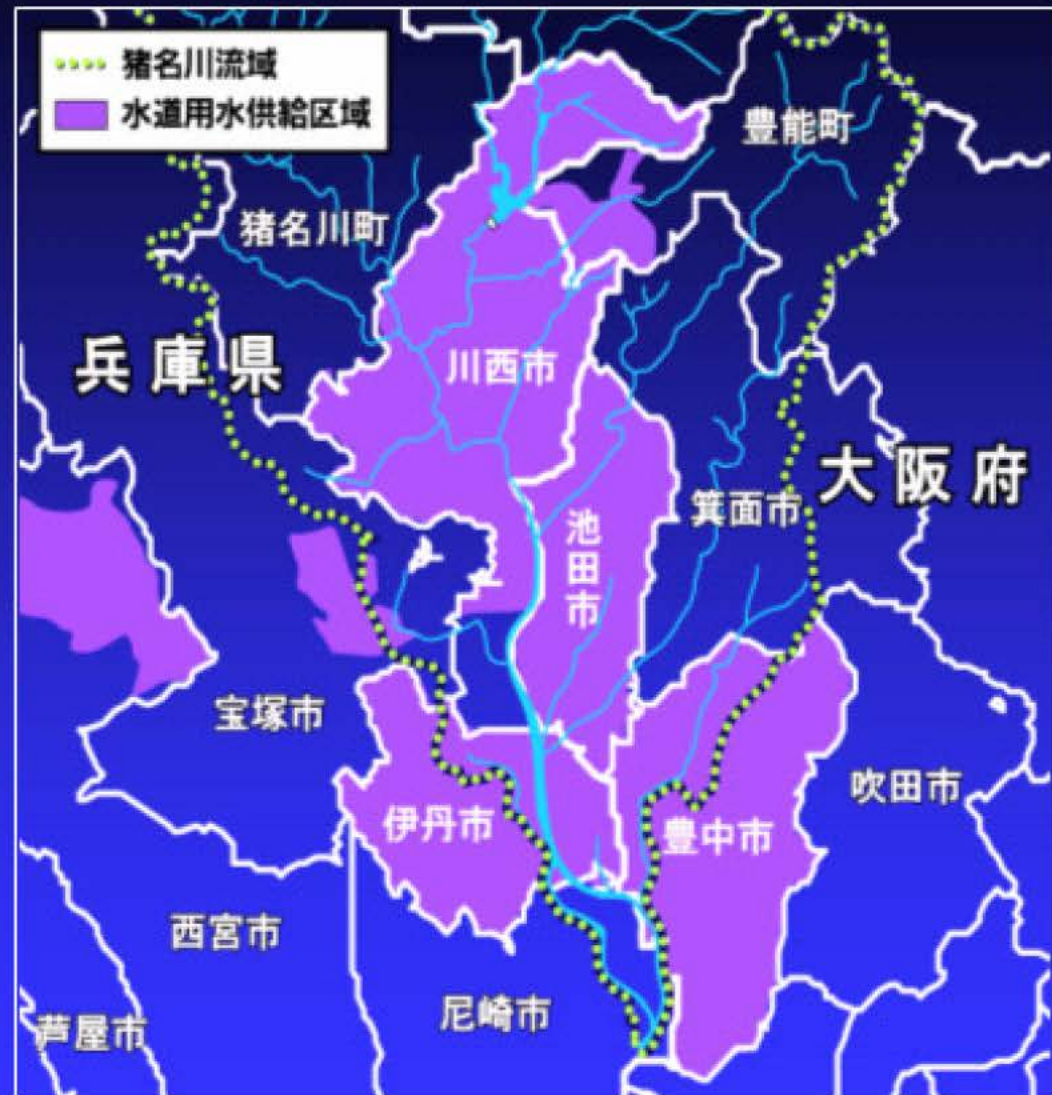 猪名川流域
水道用水供給区域
豊能町
猪名川町
兵庫県
川西市
大阪府
箕面市
池田市
宝塚市
吹田市
伊丹市
豊中市
西宮市
尼崎市
芦屋市